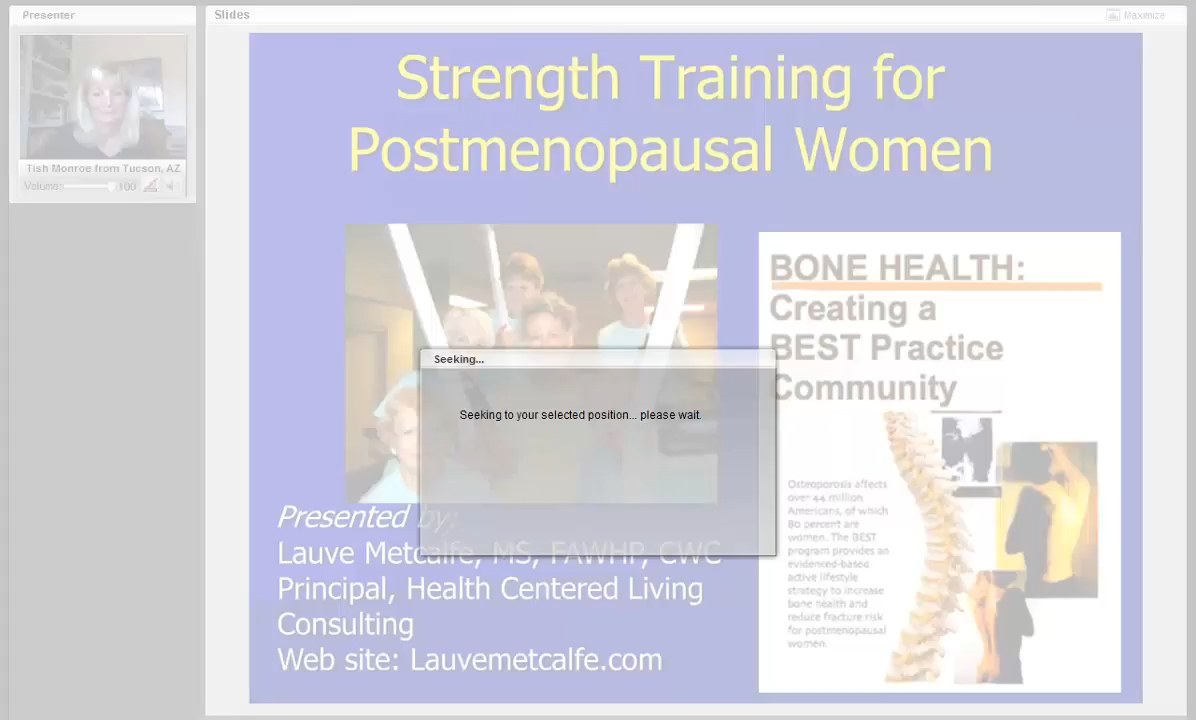 Presenter
Slides
Maximize
Tish Monroe from Tucson, AZ
Volume
100
Strength Training for
Postmenopausal Women
BONE HEALTH:
Creating a
BEST Practice
Community
Osteoporosis affects
over 44 million
Americans, of which
80 percent are
women. The BEST
program provides an
evidenced-based
active lifestyle
strategy to increase
bone health and
reduce fracture risk
for postmenopausal
women.
Seeking...
Seeking to your selected position... please wait.
Presented by:
Lauve Metcalfe, MS, FAWHP, CWC
Principal, Health Centered Living
Consulting
Web site: Lauvemetcalfe.com